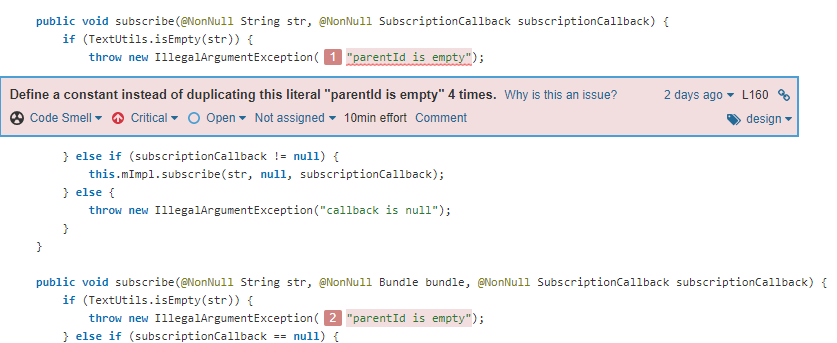 public void subscribe(@NonNull String str, @NonNull SubscriptionCallback subscriptionCallback) {
if (TextUtils.isEmpty(str)) {
throw new IllegalArgumentException( 1 "parentId is empty");
Define a constant instead of duplicating this literal "parentId is empty" 4 times. Why is this an issue? 2 days ago L160
Code Smell Critical Open Not assigned 10min effort Comment design
} else if (subscriptionCallback != null) {
this.mImpl.subscribe(str, null, subscriptionCallback);
} else {
throw new IllegalArgumentException("callback is null");
}
}
public void subscribe(@NonNull String str, @NonNull Bundle bundle, @NonNull SubscriptionCallback subscriptionCallback) {
if (TextUtils.isEmpty(str)) {
throw new IllegalArgumentException( 2 "parentId is empty");
} else if (subscriptionCallback == null) {